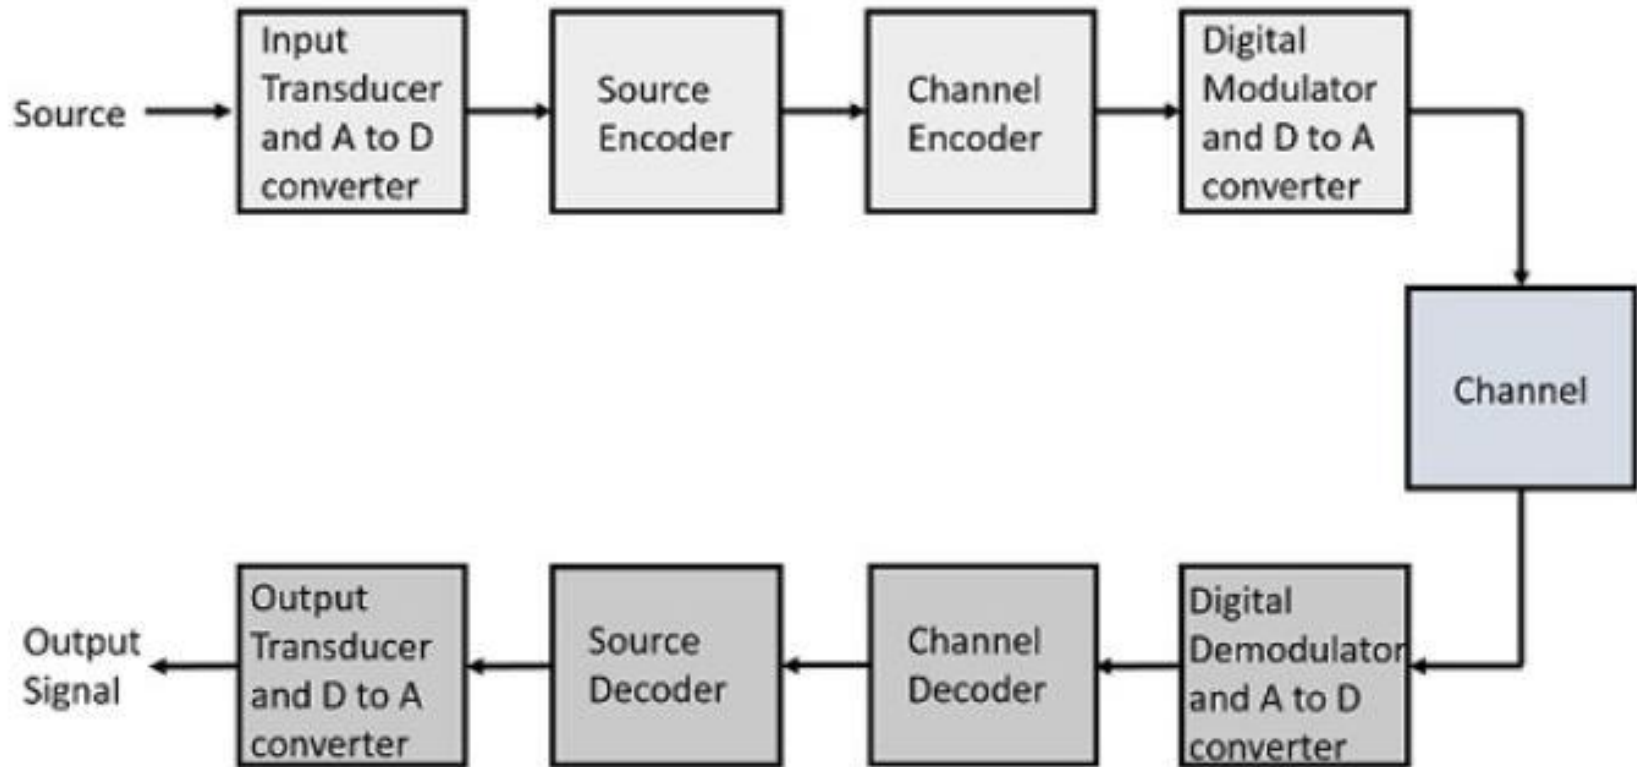 Source
Input
Transducer
and A to D
converter
Source
Encoder
Channel
Encoder
Digital
Modulator
and D to A
converter
Channel
Digital
Demodulator
and A to D
converter
Channel
Decoder
Source
Decoder
Output
Transducer
and D to A
converter
Output
Signal